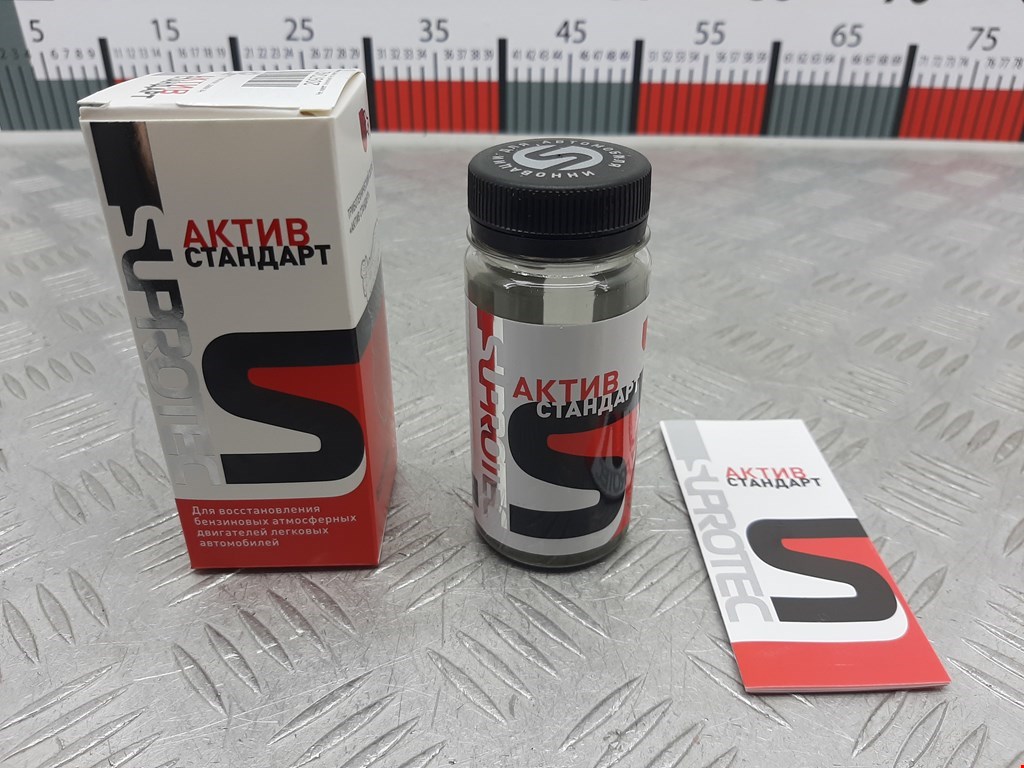 5 15 25 35 45 55 65 75
АКТИВ
СТАНДАРТ
SUPROTEC
Для восстановления
бензиновых атмосферных
двигателей легковых
автомобилей
ИННОВАЦИИ ДЛЯ АВТОМОБИЛЯ
АКТИВ
СТАНДАРТ
SUPROTEC
АКТИВ
СТАНДАРТ
SUPROTEC